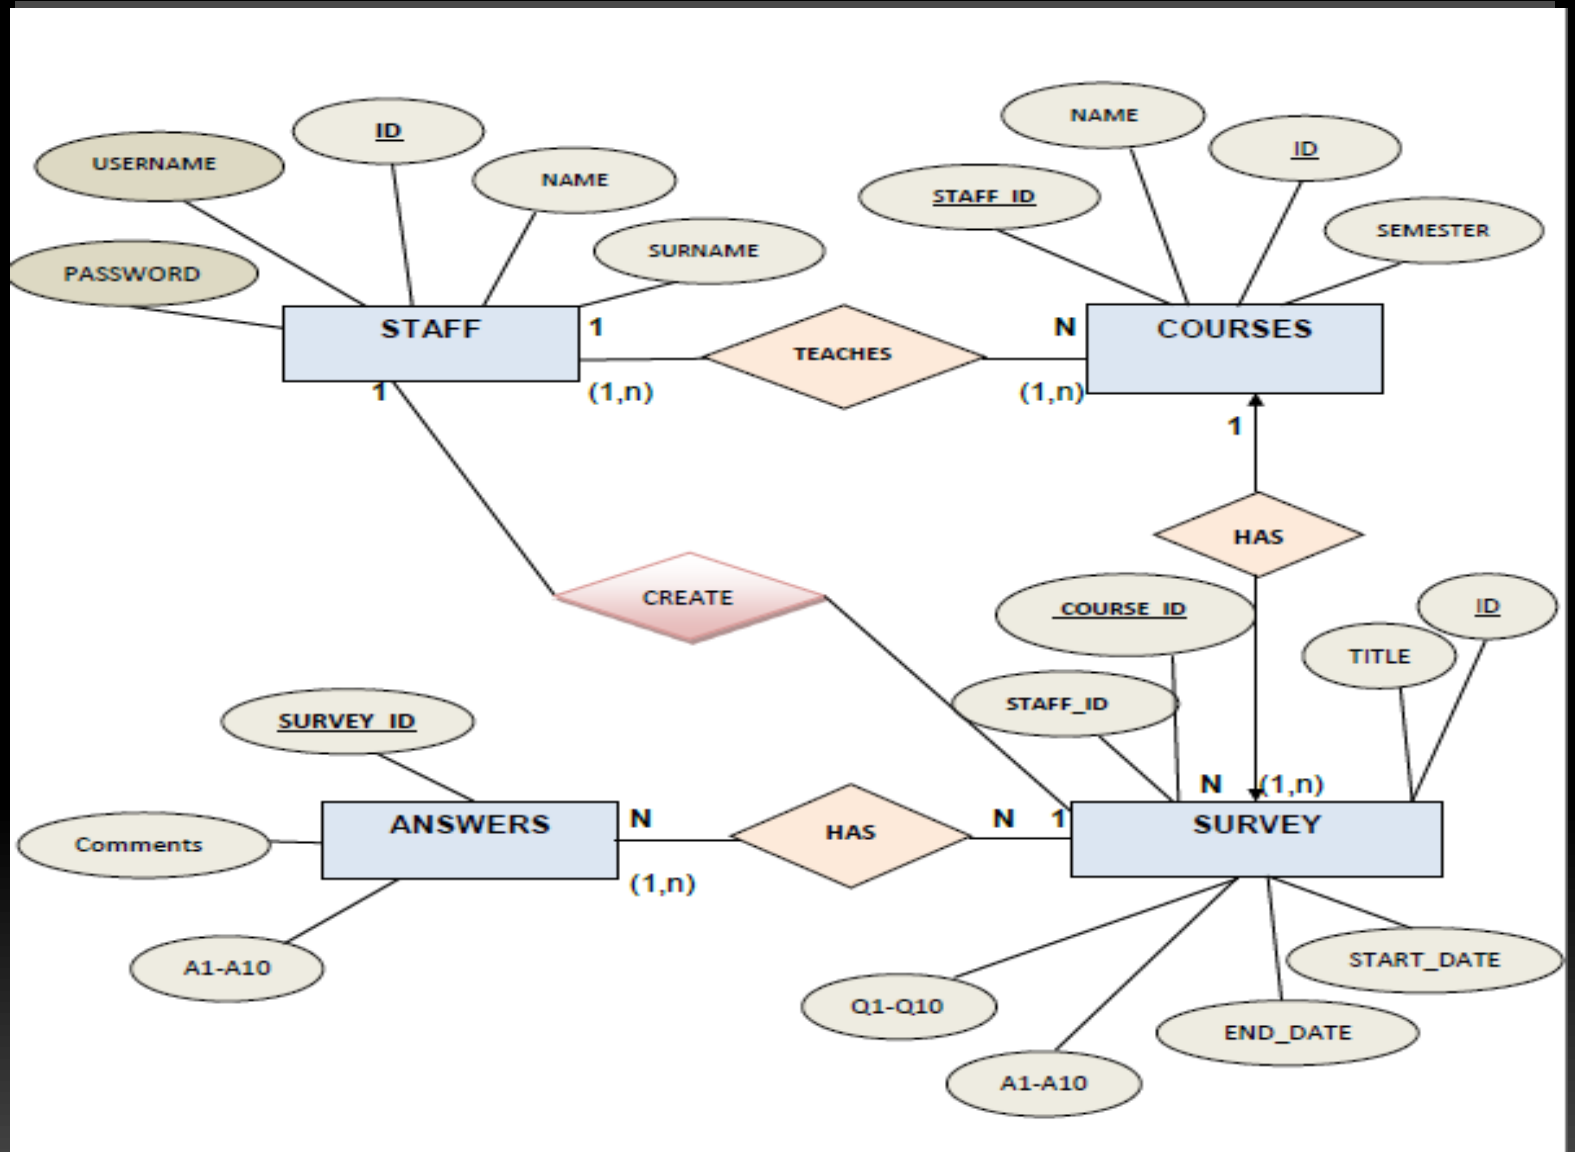 NAME
ID
ID
USERNAME
NAME
STAFF_ID
SEMESTER
SURNAME
PASSWORD
STAFF
1
TEACHES
N
COURSES
1
(1,n)
(1,n)
1
HAS
CREATE
COURSE_ID
ID
TITLE
STAFF_ID
SURVEY_ID
N
(1,n)
ANSWERS
N
HAS
N
1
SURVEY
Comments
(1,n)
A1-A10
START_DATE
Q1-Q10
END_DATE
A1-A10